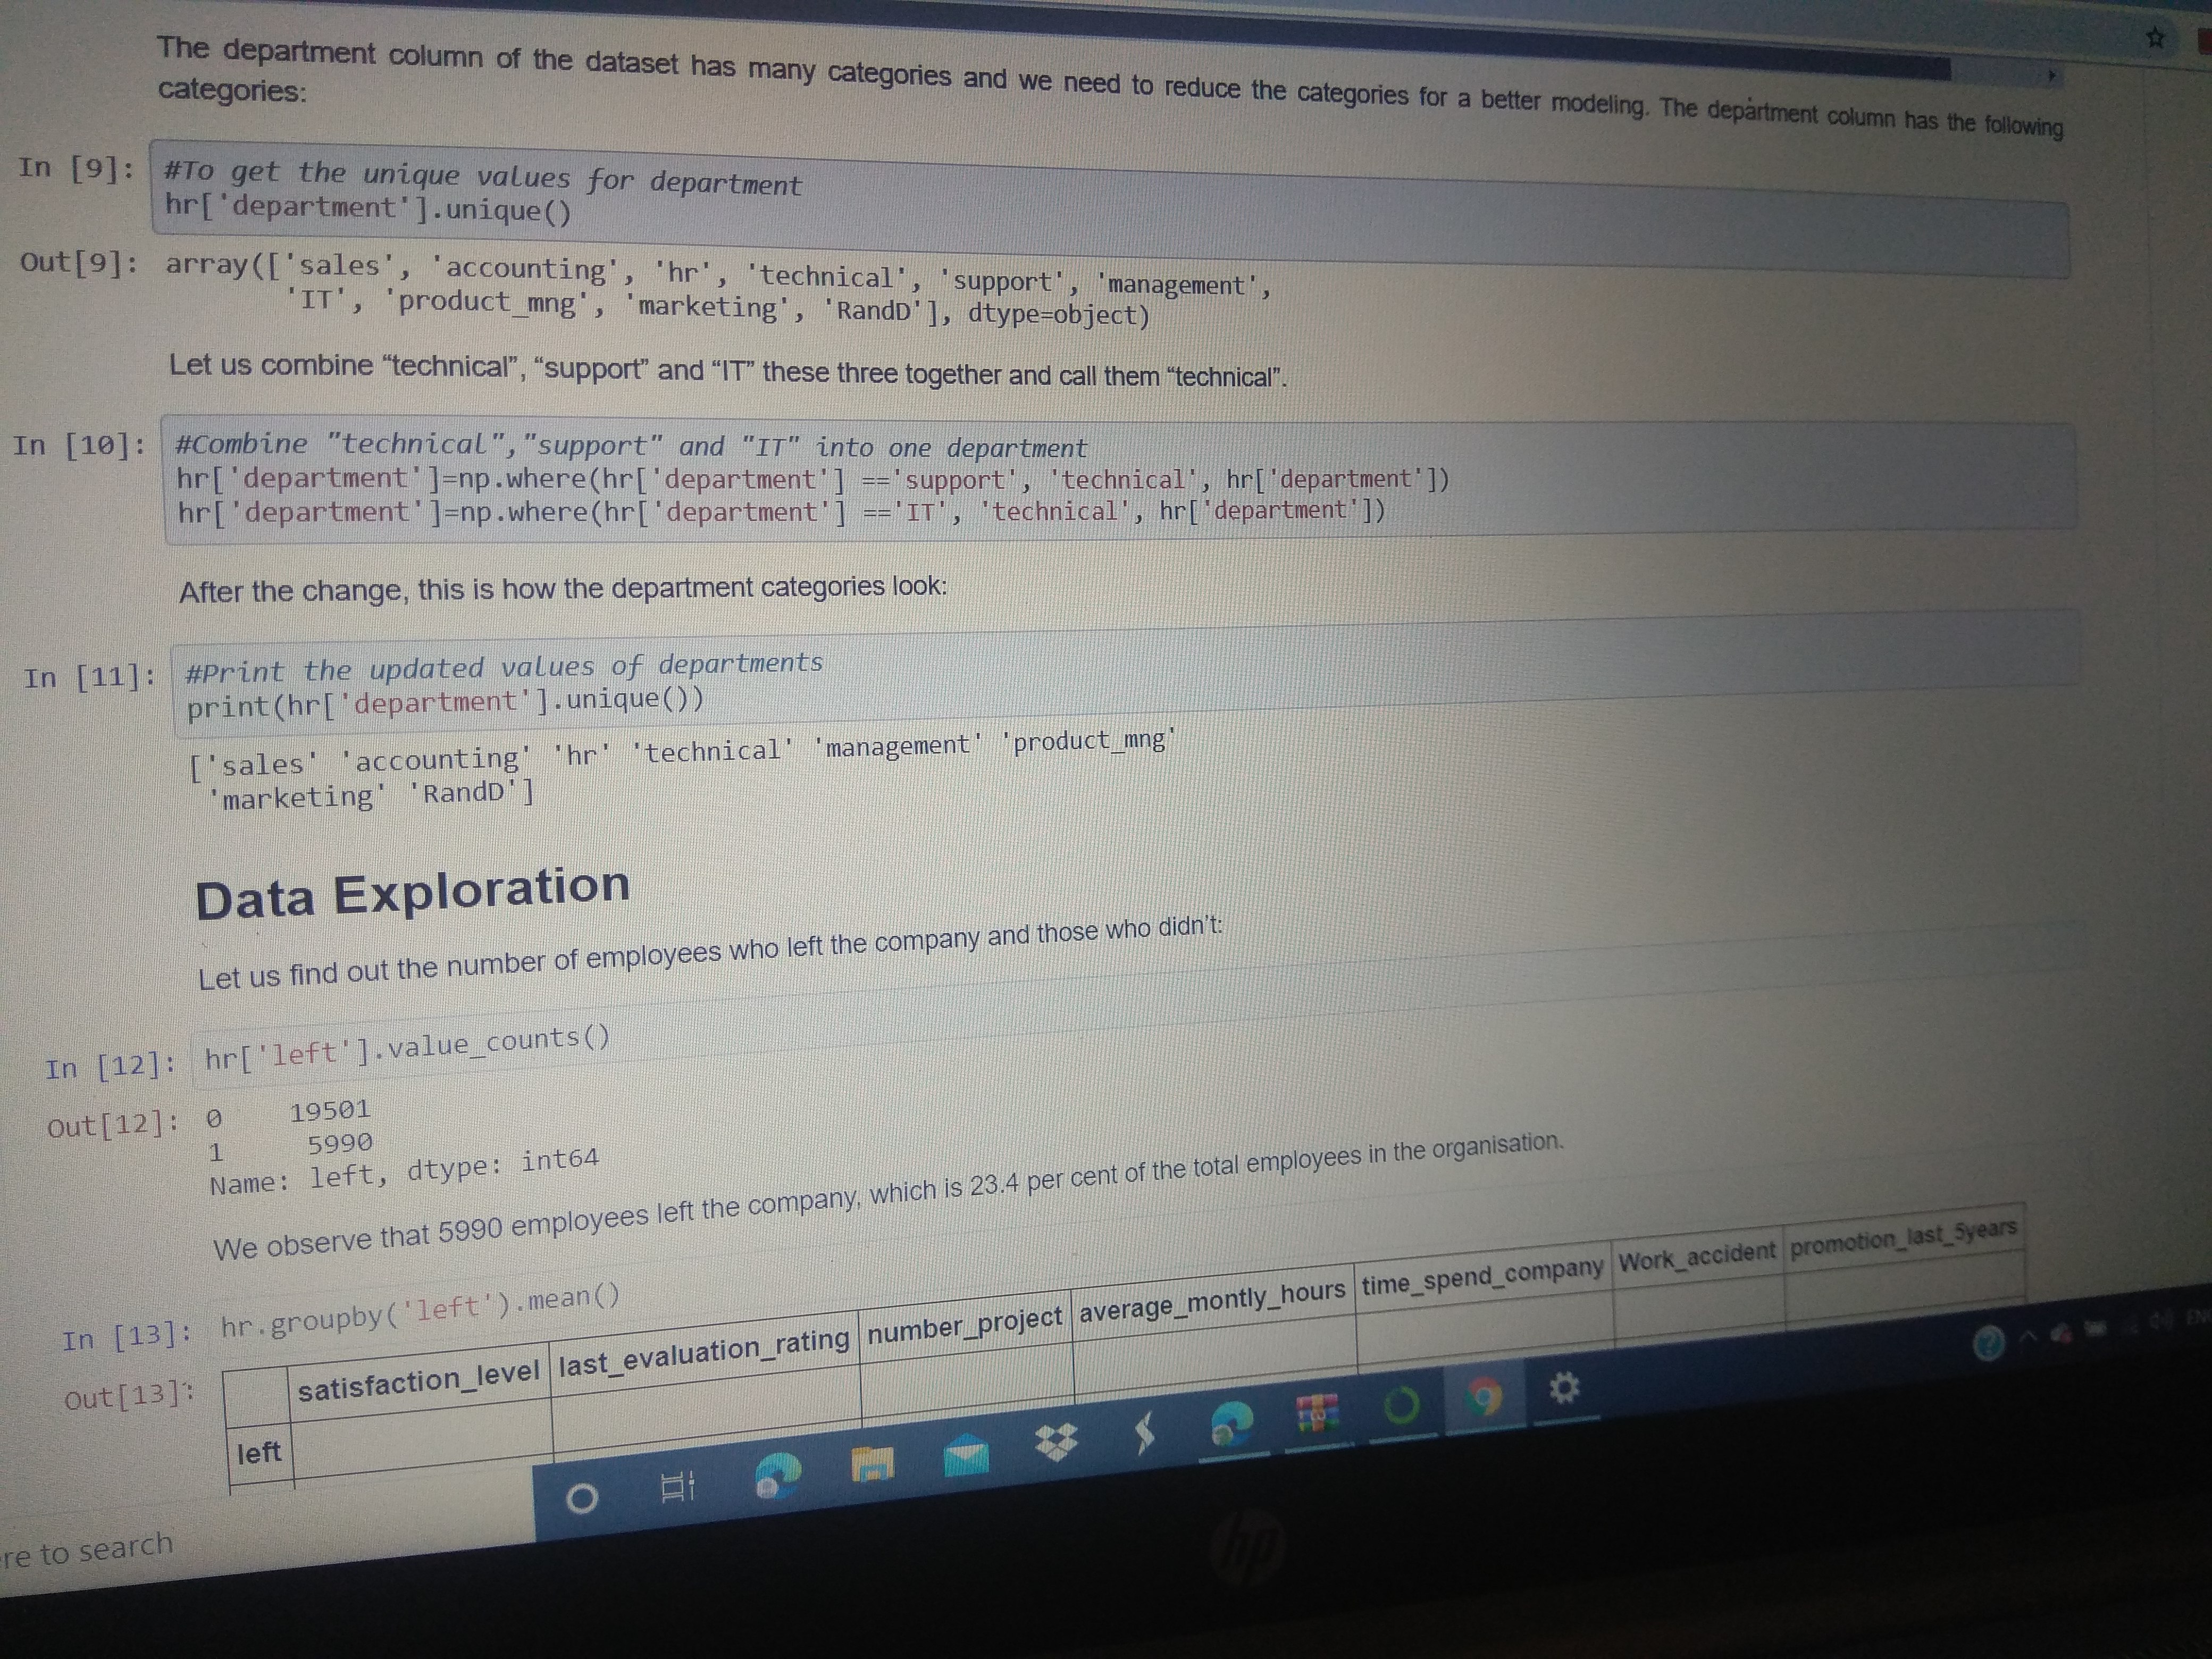 The department column of the dataset has many categories and we need to reduce the categories for a better modeling. The department column has the following
categories:
In [9]: #To get the unique values for department
hr['department'].unique()
Out[9]: array(['sales', 'accounting', 'hr', 'technical', 'support', 'management',
'IT', 'product_mng', 'marketing', 'RandD'], dtype=object)
Let us combine “technical”, “support” and “IT” these three together and call them “technical”.
In [10]: #Combine "technical","support" and "IT" into one department
hr['department']=np.where(hr['department'] =='support', 'technical', hr['department'])
hr['department']=np.where(hr['department'] =='IT', 'technical', hr['department'])
After the change, this is how the department categories look:
In [11]: #Print the updated values of departments
print(hr['department'].unique())
['sales' 'accounting' 'hr' 'technical' 'management' 'product_mng'
'marketing' 'RandD']
Data Exploration
Let us find out the number of employees who left the company and those who didn't:
In [12]: hr['left'].value_counts()
Out[12]: 0 19501
1 5990
Name: left, dtype: int64
We observe that 5990 employees left the company, which is 23.4 per cent of the total employees in the organisation.
In [13]: hr.groupby('left').mean()
Out[13]: satisfaction_level last_evaluation_rating number_project average_montly_hours time_spend_company Work_accident promotion_last_5years
left
re to search
hp